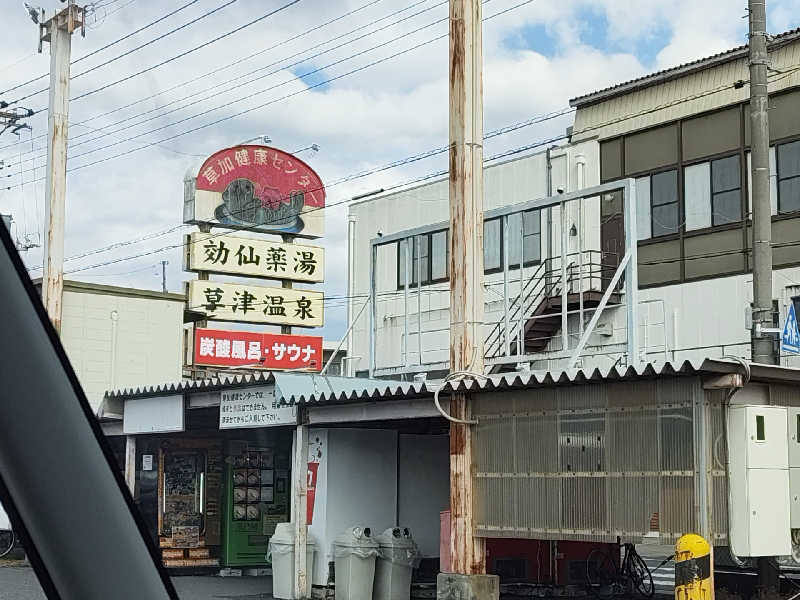 草加健康センター
効仙薬湯
草津温泉
炭酸風呂・サウナ